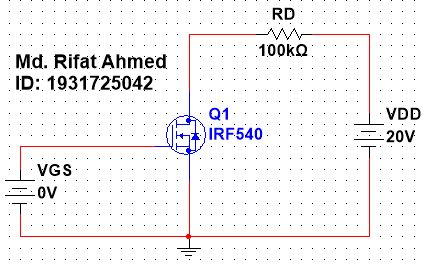 RD
100kΩ
Md. Rifat Ahmed
ID: 1931725042
Q1
IRF540
VDD
20V
VGS
0V